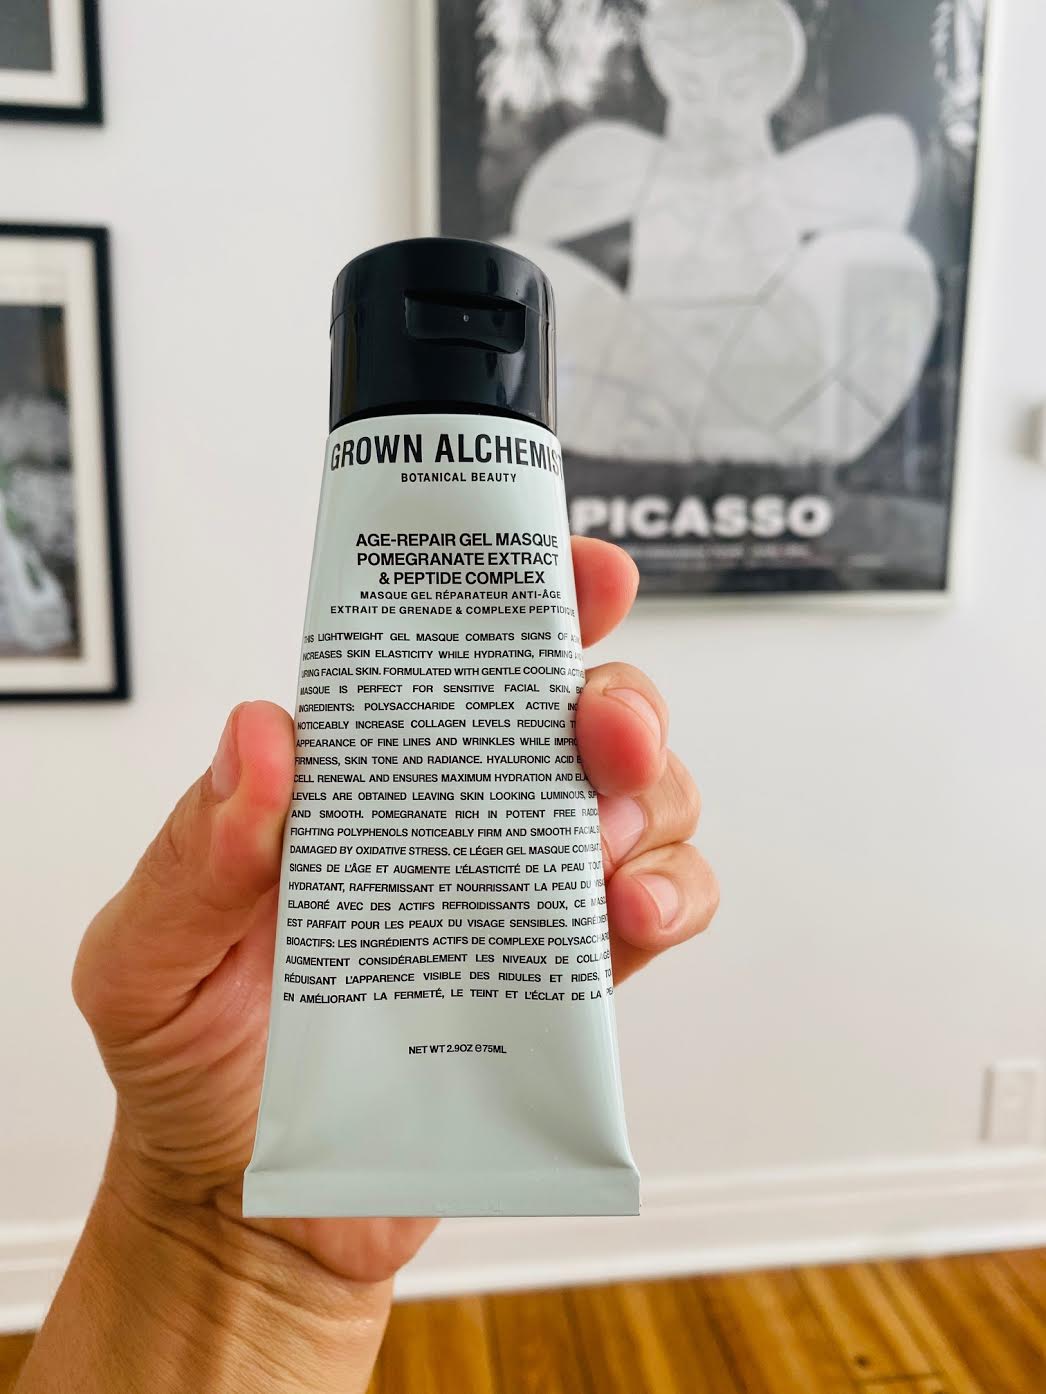 GROWN ALCHEMIST
BOTANICAL BEAUTY
AGE-REPAIR GEL MASQUE
POMEGRANATE EXTRACT
& PEPTIDE COMPLEX
MASQUE GEL RÉPARATEUR ANTI-ÂGE
EXTRAIT DE GRENADE & COMPLEXE PEPTIDIQUE
THIS LIGHTWEIGHT GEL MASQUE COMBATS SIGNS OF
INCREASES SKIN ELASTICITY WHILE HYDRATING, FIRMING
URING FACIAL SKIN. FORMULATED WITH GENTLE COOLING
MASQUE IS PERFECT FOR SENSITIVE FACIAL SKIN.
INGREDIENTS: POLYSACCHARIDE COMPLEX ACTIVE
NOTICEABLY INCREASE COLLAGEN LEVELS REDUCING
APPEARANCE OF FINE LINES AND WRINKLES WHILE
FIRMNESS, SKIN TONE AND RADIANCE. HYALURONIC ACID
CELL RENEWAL AND ENSURES MAXIMUM HYDRATION AND
LEVELS ARE OBTAINED LEAVING SKIN LOOKING LUMINOUS,
AND SMOOTH. POMEGRANATE RICH IN POTENT FREE
FIGHTING POLYPHENOLS NOTICEABLY FIRM AND SMOOTH FACIAL
DAMAGED BY OXIDATIVE STRESS. CE LÉGER GEL MASQUE COMBAT
SIGNES DE L'ÂGE ET AUGMENTE L'ÉLASTICITÉ DE LA PEAU TOUT
HYDRATANT, RAFFERMISSANT ET NOURRISSANT LA PEAU DU
ELABORÉ AVEC DES ACTIFS REFROIDISSANTS DOUX, CE
EST PARFAIT POUR LES PEAUX DU VISAGE SENSIBLES.
BIOACTIFS: LES INGRÉDIENTS ACTIFS DE COMPLEXE
AUGMENTENT CONSIDÉRABLEMENT LES NIVEAUX DE
RÉDUISANT L'APPARENCE VISIBLE DES RIDULES ET RIDES,
EN AMÉLIORANT LA FERMETÉ, LE TEINT ET L'ÉCLAT DE LA
NET WT 2.9OZ ℮75ML
PICASSO